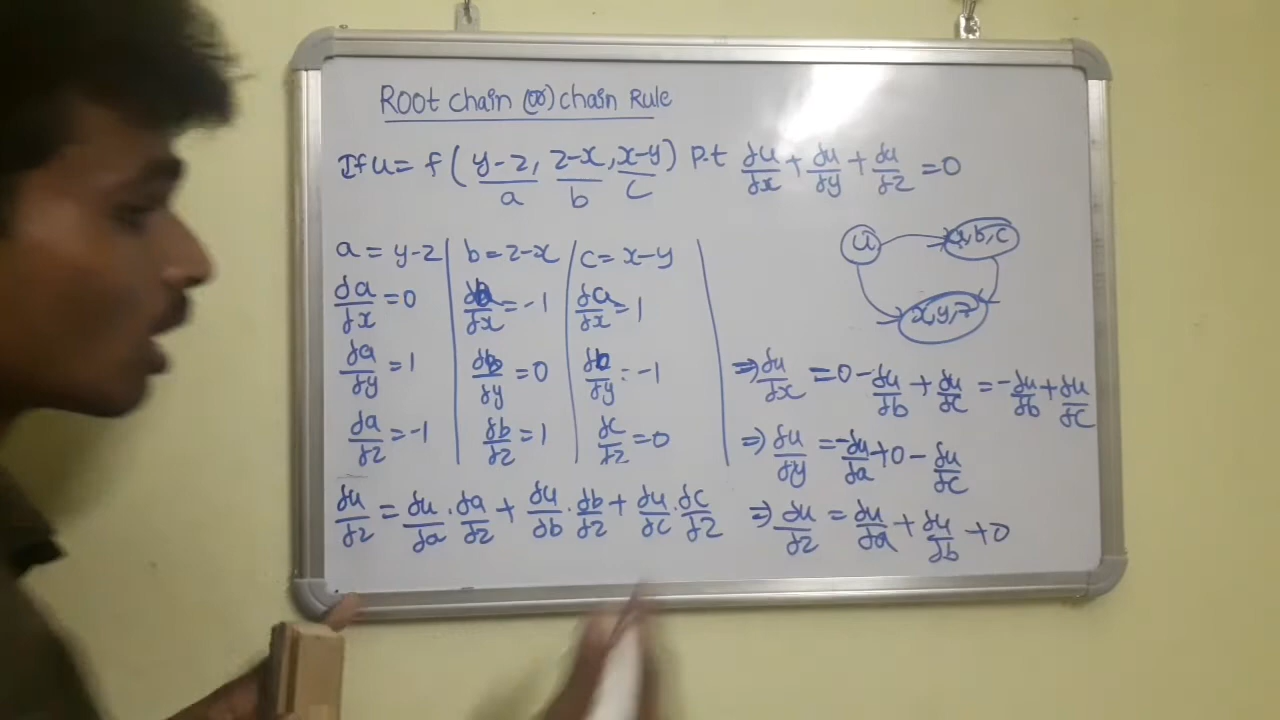 Root chain (or) chain Rule
If u = f(y-z, z-x, x-y) P.t ∂u/∂x + ∂u/∂y + ∂u/∂z = 0
a b c
a = y-z b = z-x c = x-y
∂a/∂x = 0 ∂b/∂x = -1 ∂a/∂x = 1
∂a/∂y = 1 ∂b/∂y = 0 ∂b/∂y = -1
∂a/∂z = -1 ∂b/∂z = 1 ∂c/∂z = 0
∂u/∂z = ∂u/∂a . ∂a/∂z + ∂u/∂b . ∂b/∂z + ∂u/∂c . ∂c/∂z
u a,b,c
x,y,z
⇒ ∂u/∂x = 0 - ∂u/∂b + ∂u/∂c = -∂u/∂b + ∂u/∂c
⇒ ∂u/∂y = -∂u/∂a + 0 - ∂u/∂c
⇒ ∂u/∂z = ∂u/∂a + ∂u/∂b + 0